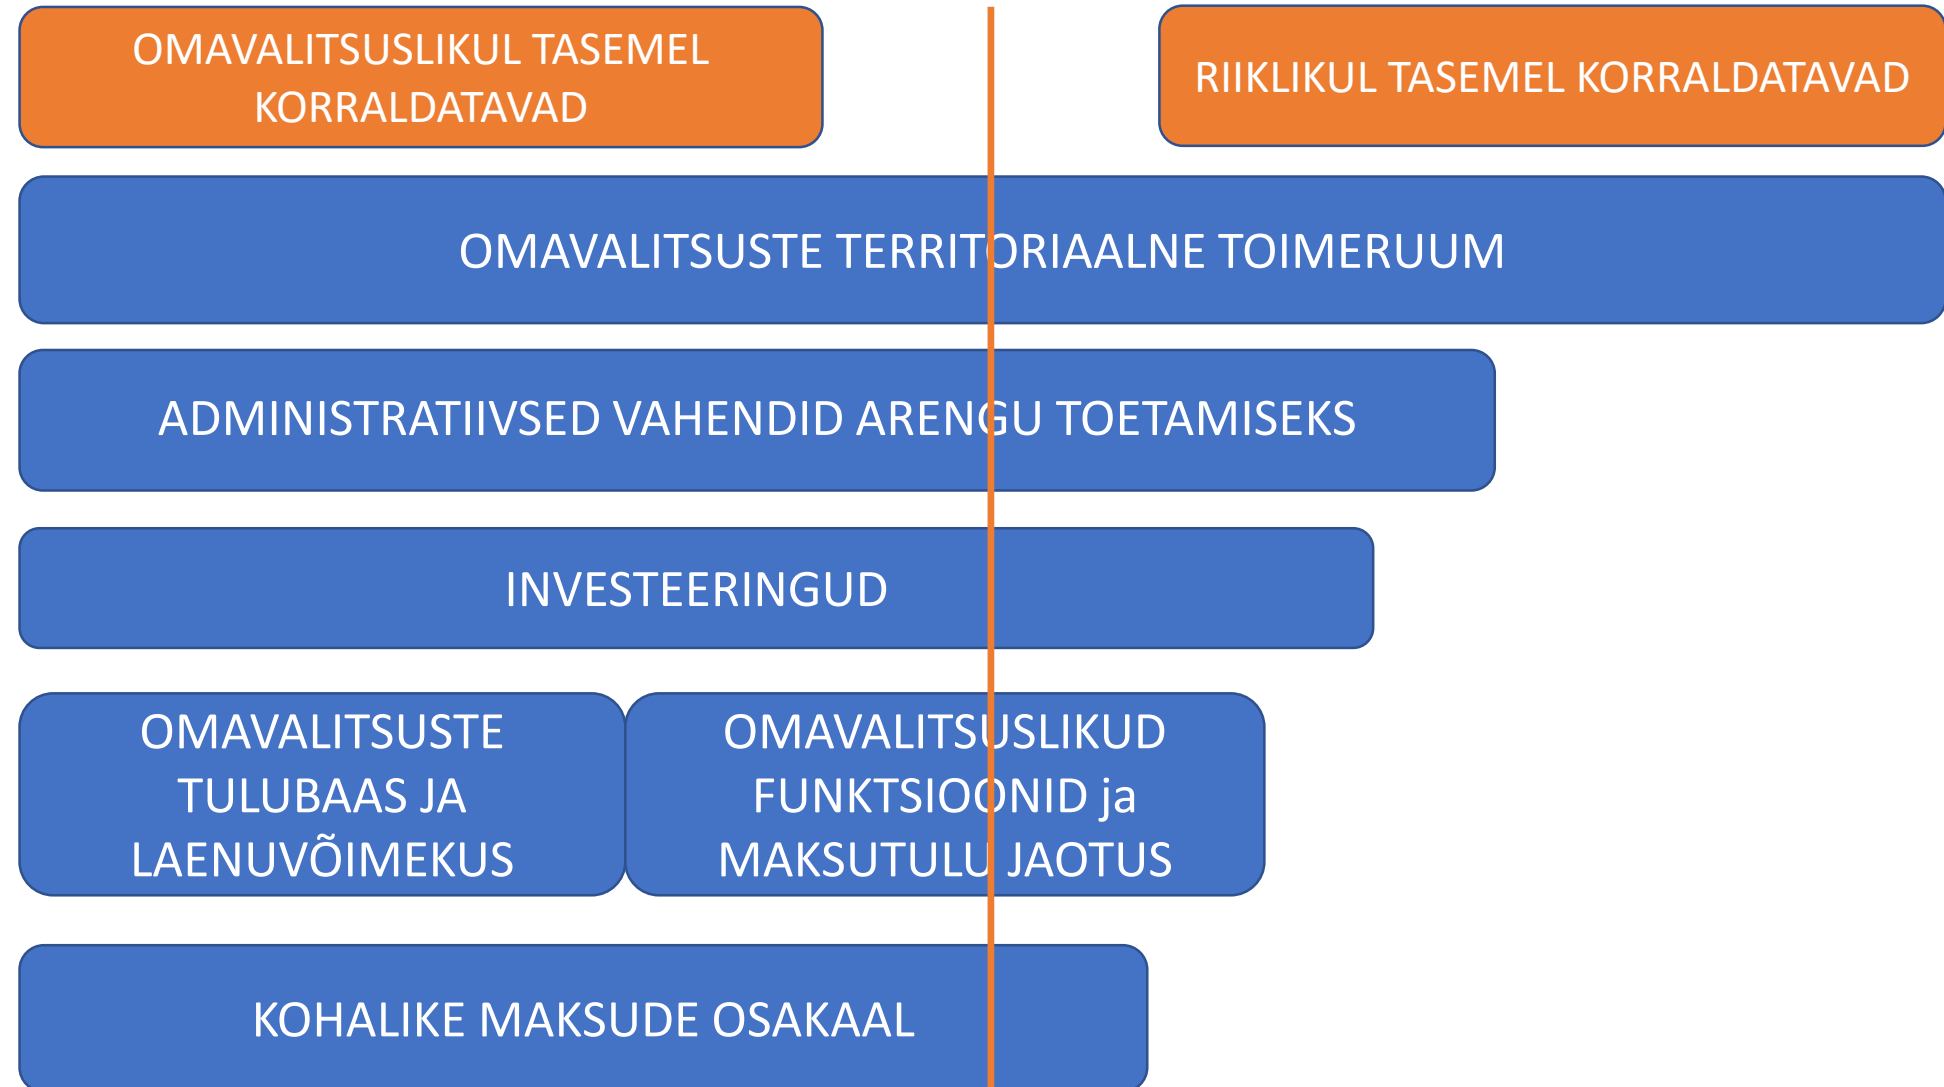 OMAVALITSUSLIKUL TASEMEL
KORRALDATAVAD
RIIKLIKUL TASEMEL KORRALDATAVAD
OMAVALITSUSTE TERRITORIAALNE TOIMERUUM
ADMINISTRATIIVSED VAHENDID ARENGU TOETAMISEKS
INVESTEERINGUD
OMAVALITSUSTE
TULUBAAS JA
LAENUVÕIMEKUS
OMAVALITSUSLIKUD
FUNKTSIOONID ja
MAKSUTULU JAOTUS
KOHALIKE MAKSUDE OSAKAAL